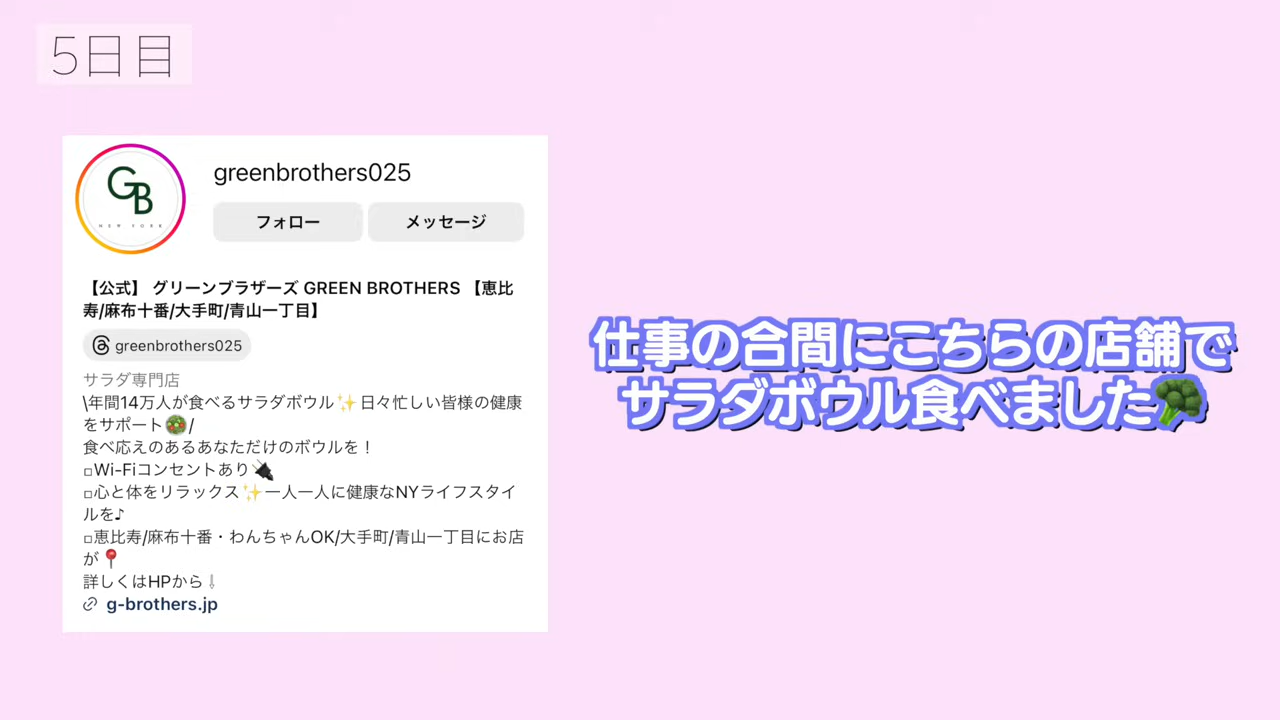 5日目
GB
NEW YORK
greenbrothers025
フォロー
メッセージ
【公式】 グリーンブラザーズ GREEN BROTHERS 【恵比
寿/麻布十番/大手町/青山一丁目】
greenbrothers025
サラダ専門店
\年間14万人が食べるサラダボウル✨日々忙しい皆様の健康
をサポート🥗/
食べ応えのあるあなただけのボウルを！
▫️Wi-Fiコンセントあり🔌
▫️心と体をリラックス✨一人一人に健康なNYライフスタイ
ルを♪
▫️恵比寿/麻布十番・わんちゃんOK/大手町/青山一丁目にお店
が📍
詳しくはHPから⇩
g-brothers.jp
仕事の合間にこちらの店舗で
サラダボウル食べました🥦